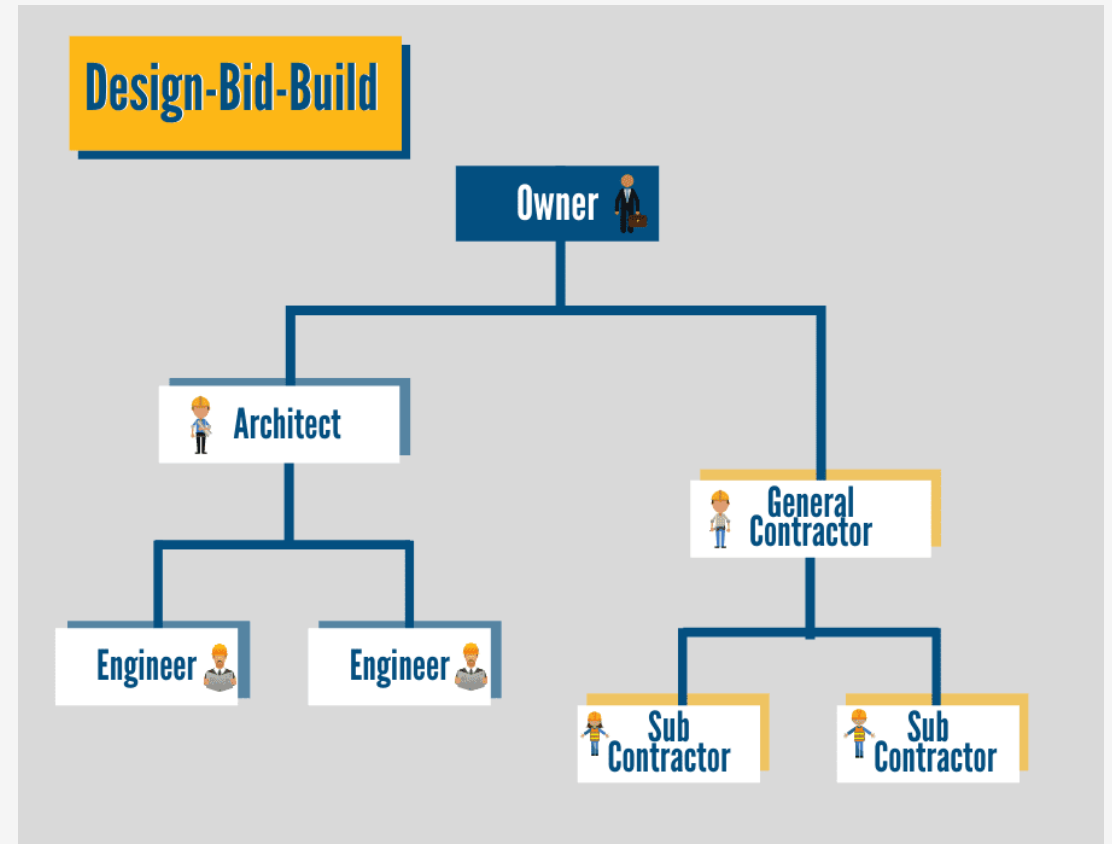 Design-Bid-Build
Owner
Architect
General
Contractor
Engineer
Engineer
Sub
Contractor
Sub
Contractor